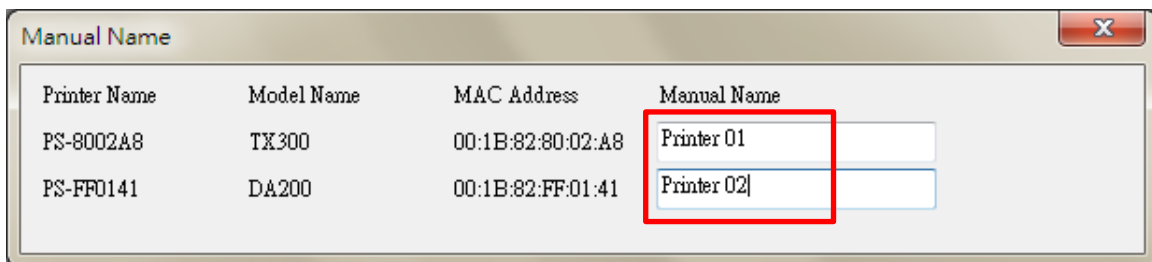 Manual Name
Printer Name Model Name MAC Address Manual Name
PS-8002A8 TX300 00:1B:82:80:02:A8 Printer 01
PS-FF0141 DA200 00:1B:82:FF:01:41 Printer 02